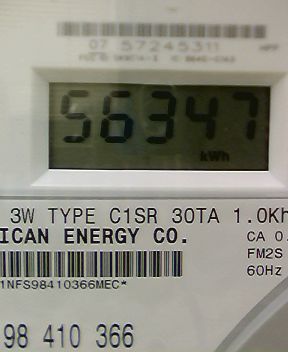 07 57245311
56347
kWh
3W TYPE C1SR 30TA 1.0Kh
ICAN ENERGY CO.
CA 0.
FM2S
1NFS98410366MEC*
60Hz
98 410 366